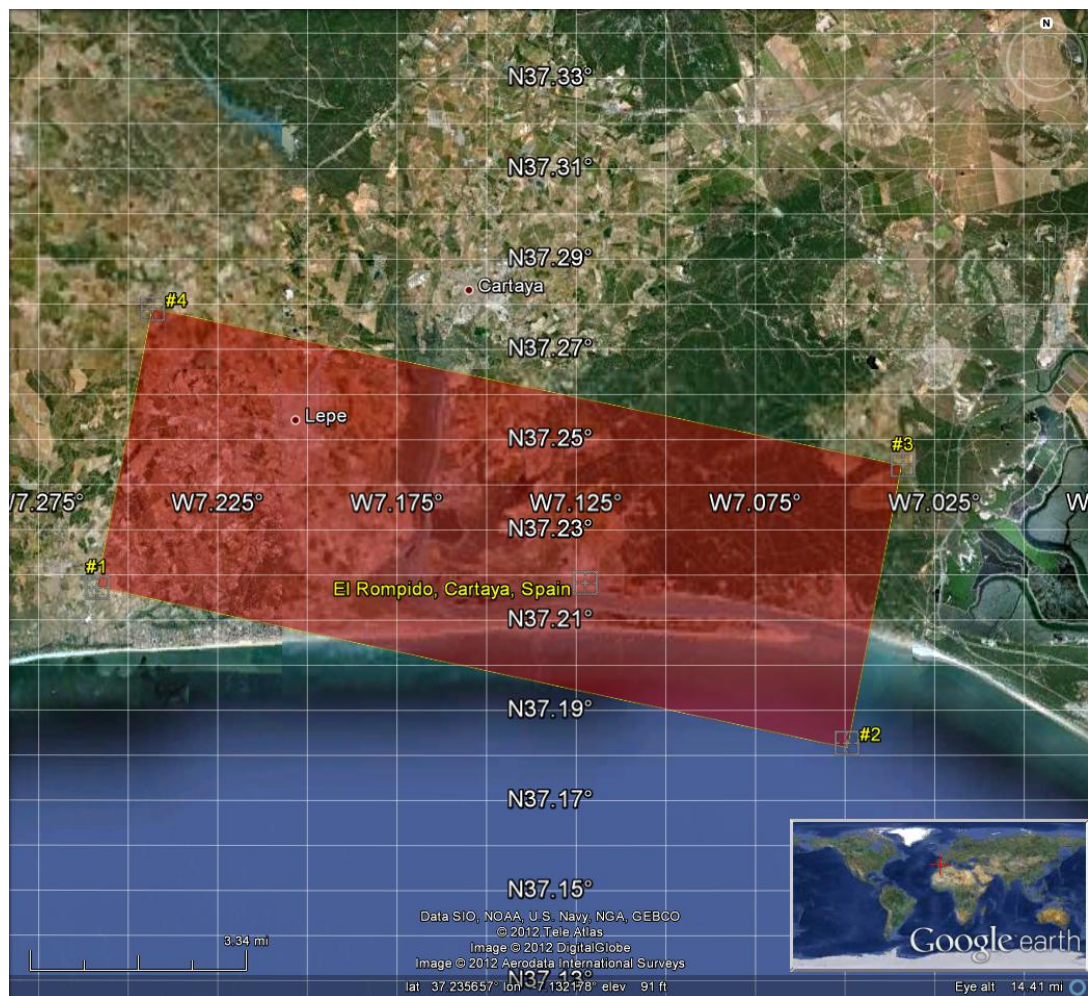 N
N37.33°
N37.31°
N37.29°
Cartaya
#4
N37.27°
Lepe
N37.25°
#3
W7.275° W7.225° W7.175° W7.125° W7.075° W7.025° W
N37.23°
#1
El Rompido, Cartaya, Spain
N37.21°
N37.19°
#2
N37.17°
N37.15°
Data SIO, NOAA, U.S. Navy, NGA, GEBCO
© 2012 Tele Atlas
Image © 2012 DigitalGlobe
Image © 2012 Aerodata International Surveys
3.34 mi
Google earth
N37.13°
lat 37.235657° lon -7.132178° elev 91 ft
Eye alt 14.41 mi